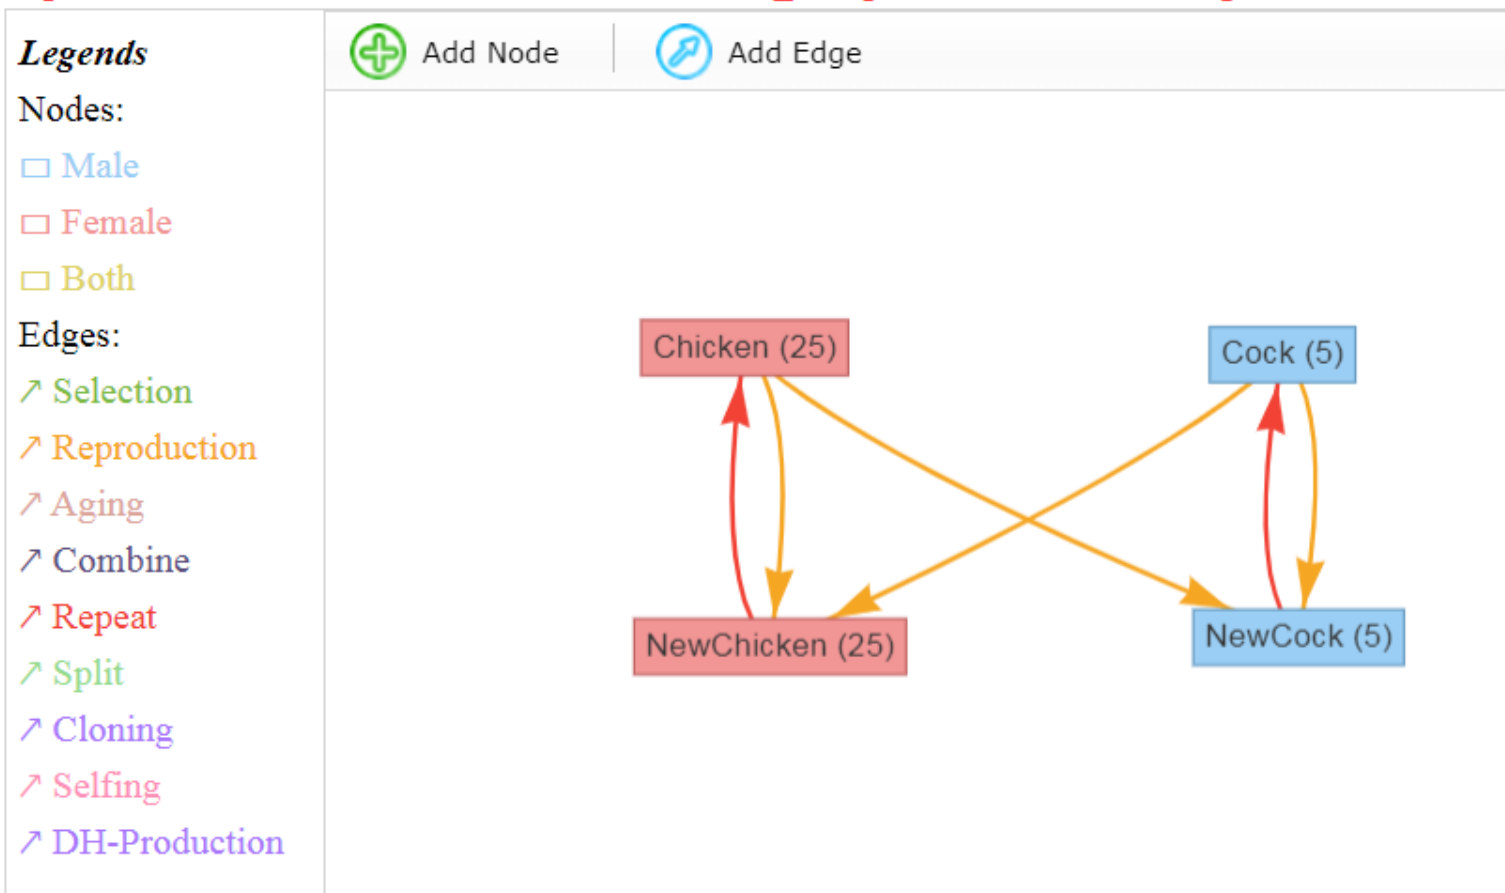 Legends
Nodes:
Male
Female
Both
Edges:
Selection
Reproduction
Aging
Combine
Repeat
Split
Cloning
Selfing
DH-Production
Add Node
Add Edge
Chicken (25)
Cock (5)
NewChicken (25)
NewCock (5)